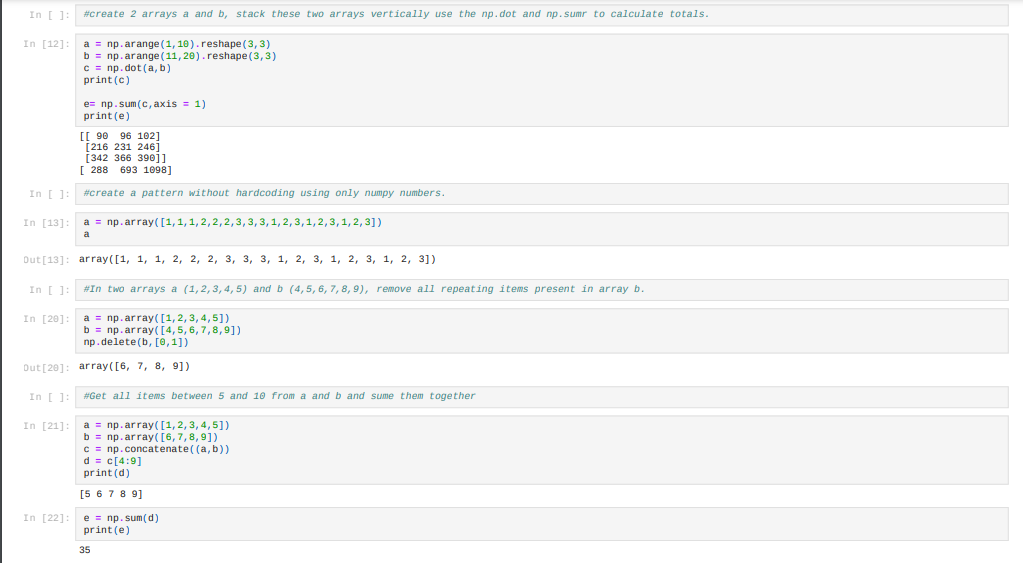 In [ ]: #create 2 arrays a and b, stack these two arrays vertically use the np.dot and np.sumr to calculate totals.
In [12]: a = np.arange(1,10).reshape(3,3)
b = np.arange(11,20).reshape(3,3)
c = np.dot(a,b)
print(c)
e= np.sum(c,axis = 1)
print(e)
[[ 90  96 102]
[216 231 246]
[342 366 390]]
[ 288  693 1098]
In [ ]: #create a pattern without hardcoding using only numpy numbers.
In [13]: a = np.array([1,1,1,2,2,2,3,3,3,1,2,3,1,2,3,1,2,3])
a
Out[13]: array([1, 1, 1, 2, 2, 2, 3, 3, 3, 1, 2, 3, 1, 2, 3, 1, 2, 3])
In [ ]: #In two arrays a (1,2,3,4,5) and b (4,5,6,7,8,9), remove all repeating items present in array b.
In [20]: a = np.array([1,2,3,4,5])
b = np.array([4,5,6,7,8,9])
np.delete(b,[0,1])
Out[20]: array([6, 7, 8, 9])
In [ ]: #Get all items between 5 and 10 from a and b and sume them together
In [21]: a = np.array([1,2,3,4,5])
b = np.array([6,7,8,9])
c = np.concatenate((a,b))
d = c[4:9]
print(d)
[5 6 7 8 9]
In [22]: e = np.sum(d)
print(e)
35